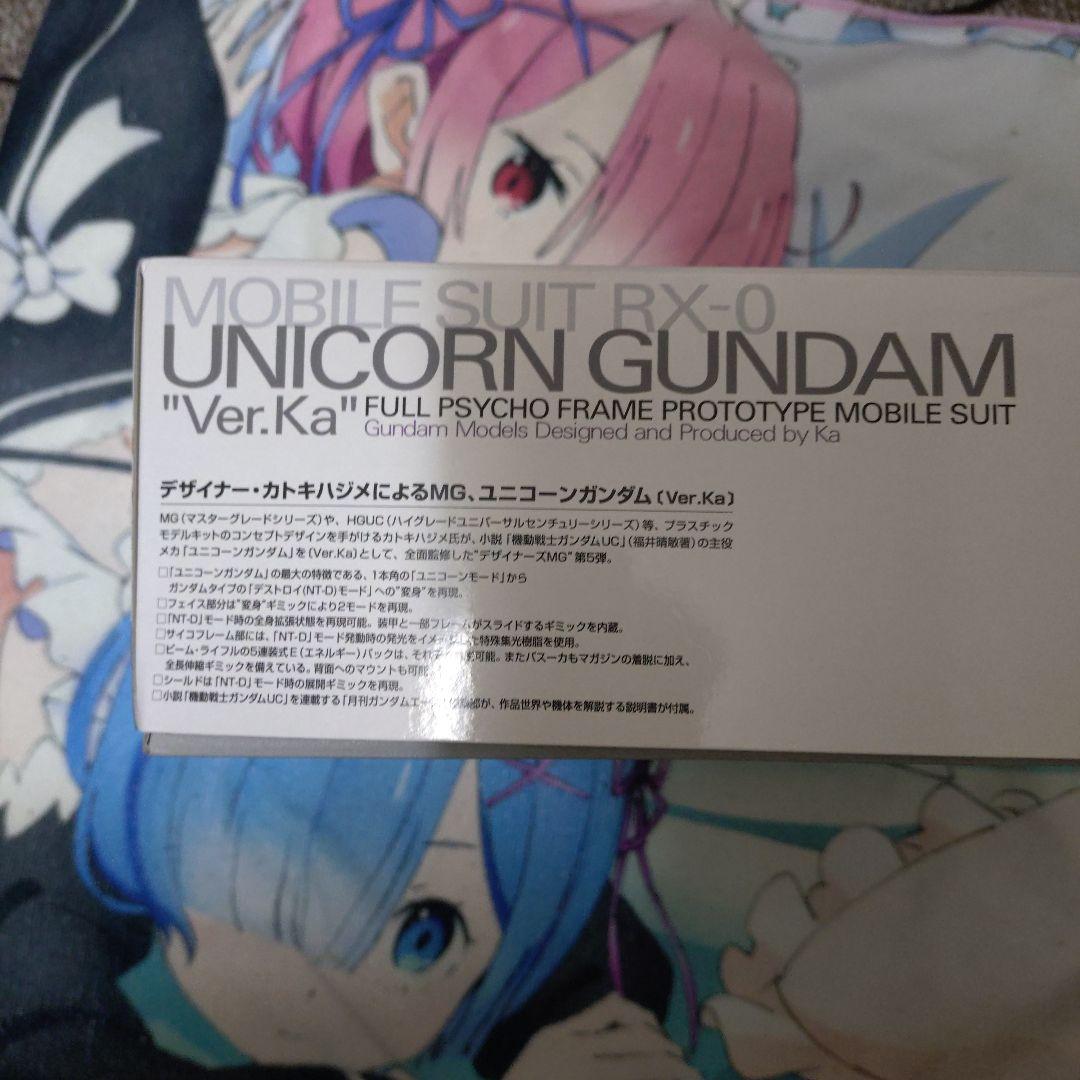 MOBILE SUIT RX-0
UNICORN GUNDAM
"Ver.Ka" FULL PSYCHO FRAME PROTOTYPE MOBILE SUIT
Gundam Models Designed and Produced by Ka
デザイナー・カトキハジメによるMG、ユニコーンガンダム(Ver.Ka)
MG(マスターグレードシリーズ)や、HGUC(ハイグレードユニバーサルセンチュリーシリーズ)等、プラスチック
モデルキットのコンセプトデザインを手がけるカトキハジメ氏が、小説「機動戦士ガンダムUC」(福井晴敏著)の主役
メカ「ユニコーンガンダム」を(Ver.Ka)として、全面監修した"デザイナーズMG"第5弾。
□「ユニコーンガンダム」の最大の特徴である、1本角の「ユニコーンモード」から
ガンダムタイプの「デストロイ(NT-D)モード」への"変身"を再現。
□フェイス部分は"変身"ギミックにより2モードを再現。
□「NT-D」モード時の全身拡張状態を再現可能。装甲と一部フレームがスライドするギミックを内蔵。
□サイコフレーム部には、「NT-D」モード発動時の発光をイメ 特殊集光樹脂を使用。
□ビーム・ライフルの5連装式E(エネルギー)パックは、それ 可能。またバズーカもマガジンの着脱に加え、
全長伸縮ギミックを備えている。背面へのマウントも可能
□シールドは「NT-D」モード時の展開ギミックを再現。
□小説「機動戦士ガンダムUC」を連載する「月刊ガンダムエー 部が、作品世界や機体を解説する説明書が付属。